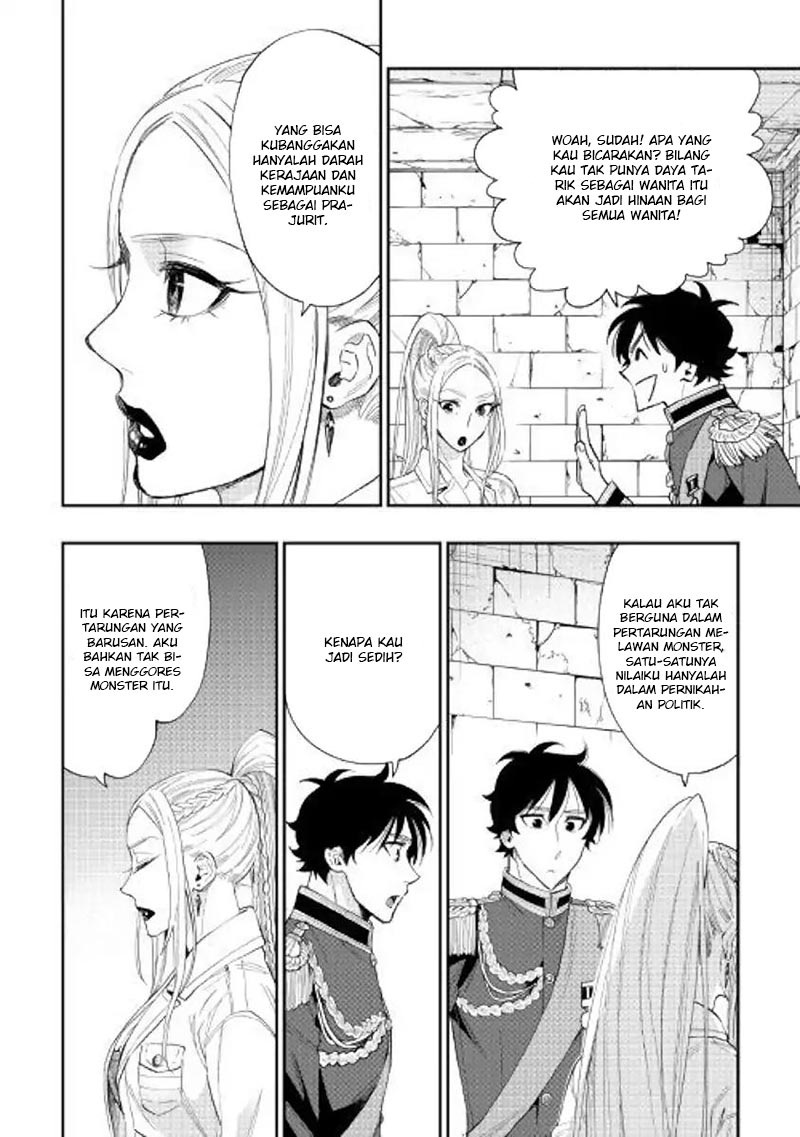 WOAH, SUDAH! APA YANG
KAU BICARAKAN? BILANG
KAU TAK PUNYA DAYA TA-
RIK SEBAGAI WANITA ITU
AKAN JADI HINAAN BAGI
SEMUA WANITA!
YANG BISA
KUBANGGAKAN
HANYALAH DARAH
KERAJAAN DAN
KEMAMPUANKU
SEBAGAI PRA-
JURIT.
KALAU AKU TAK
BERGUNA DALAM
PERTARUNGAN ME-
LAWAN MONSTER,
SATU-SATUNYA
NILAIKU HANYALAH
DALAM PERNIKAH-
AN POLITIK.
KENAPA KAU
JADI SEDIH?
ITU KARENA PER-
TARUNGAN YANG
BARUSAN. AKU
BAHKAN TAK BI-
SA MENGGORES
MONSTER ITU.